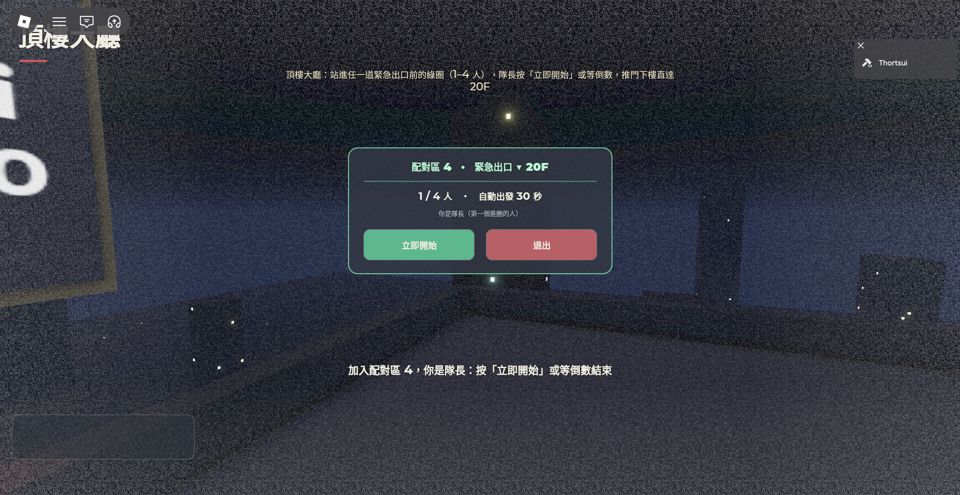 頂樓大廳
Thortsui
頂樓大廳：站進任一道緊急出口前的綠圈（1–4 人），隊長按「立即開始」或等倒數，推門下樓直達
20F
配對區 4 • 緊急出口 ▼ 20F
1 / 4 人 • 自動出發 30 秒
你是隊長（第一個進圈的人）
立即開始
退出
加入配對區 4，你是隊長：按「立即開始」或等倒數結束